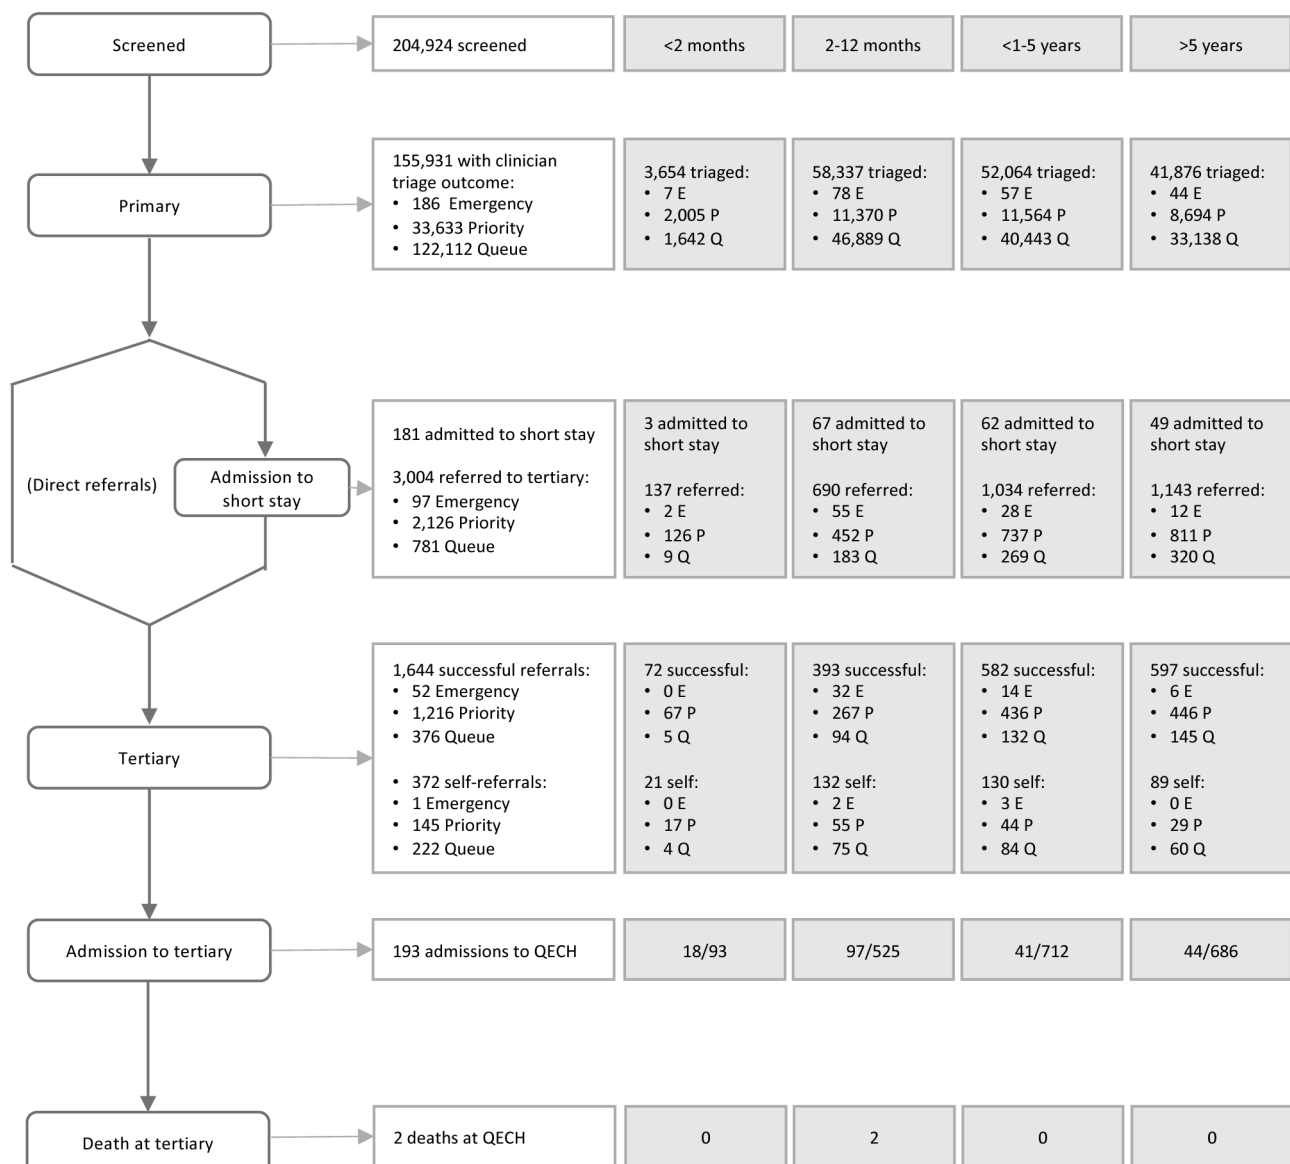 Screened
204,924 screened
<2 months
2-12 months
<1-5 years
>5 years
Primary
155,931 with clinician
triage outcome:
• 186 Emergency
• 33,633 Priority
• 122,112 Queue
3,654 triaged:
• 7 E
• 2,005 P
• 1,642 Q
58,337 triaged:
• 78 E
• 11,370 P
• 46,889 Q
52,064 triaged:
• 57 E
• 11,564 P
• 40,443 Q
41,876 triaged:
• 44 E
• 8,694 P
• 33,138 Q
(Direct referrals)
Admission to
short stay
181 admitted to short stay
3,004 referred to tertiary:
• 97 Emergency
• 2,126 Priority
• 781 Queue
3 admitted to
short stay
137 referred:
• 2 E
• 126 P
• 9 Q
67 admitted to
short stay
690 referred:
• 55 E
• 452 P
• 183 Q
62 admitted to
short stay
1,034 referred:
• 28 E
• 737 P
• 269 Q
49 admitted to
short stay
1,143 referred:
• 12 E
• 811 P
• 320 Q
Tertiary
1,644 successful referrals:
• 52 Emergency
• 1,216 Priority
• 376 Queue
• 372 self-referrals:
• 1 Emergency
• 145 Priority
• 222 Queue
72 successful:
• 0 E
• 67 P
• 5 Q
21 self:
• 0 E
• 17 P
• 4 Q
393 successful:
• 32 E
• 267 P
• 94 Q
132 self:
• 2 E
• 55 P
• 75 Q
582 successful:
• 14 E
• 436 P
• 132 Q
130 self:
• 3 E
• 44 P
• 84 Q
597 successful:
• 6 E
• 446 P
• 145 Q
89 self:
• 0 E
• 29 P
• 60 Q
Admission to tertiary
193 admissions to QECH
18/93
97/525
41/712
44/686
Death at tertiary
2 deaths at QECH
0
2
0
0